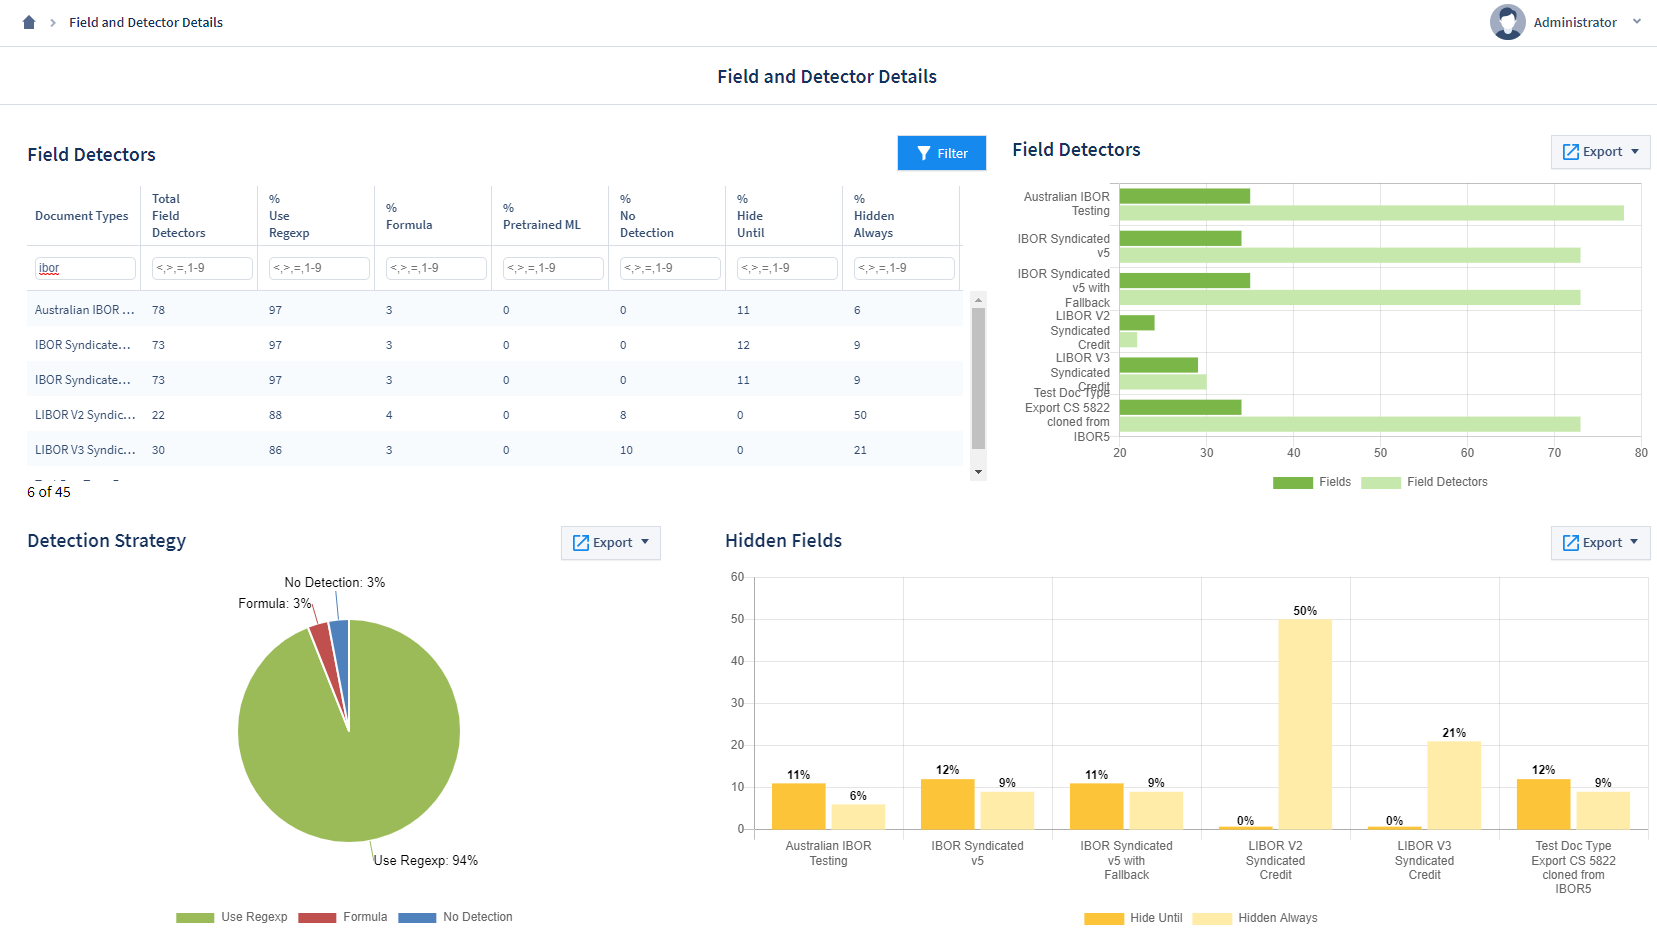 Field and Detector Details
Administrator
Field and Detector Details
Field Detectors
Filter
Document Types
Total
Field
Detectors
%
Use
Regexp
%
Formula
%
Pretrained ML
%
No
Detection
%
Hide
Until
%
Hidden
Always
ibor <,>,=,1-9 <,>,=,1-9 <,>,=,1-9 <,>,=,1-9 <,>,=,1-9 <,>,=,1-9 <,>,=,1-9
Australian IBOR ... 78 97 3 0 0 11 6
IBOR Syndicate... 73 97 3 0 0 12 9
IBOR Syndicate... 73 97 3 0 0 11 9
LIBOR V2 Syndic... 22 88 4 0 8 0 50
LIBOR V3 Syndic... 30 86 3 0 10 0 21
6 of 45
Field Detectors
Export
Australian IBOR
Testing
IBOR Syndicated
v5
IBOR Syndicated
v5 with
Fallback
LIBOR V2
Syndicated
Credit
LIBOR V3
Syndicated
Credit
Test Doc Type
Export CS 5822
cloned from
IBOR5
20 30 40 50 60 70 80
Fields Field Detectors
Detection Strategy
Export
No Detection: 3%
Formula: 3%
Use Regexp: 94%
Use Regexp Formula No Detection
Hidden Fields
Export
60
50
40
30
20
10
0
11% 6% 12% 9% 11% 9% 0% 50% 0% 21% 12% 9%
Australian IBOR
Testing
IBOR Syndicated
v5
IBOR Syndicated
v5 with
Fallback
LIBOR V2
Syndicated
Credit
LIBOR V3
Syndicated
Credit
Test Doc Type
Export CS 5822
cloned from
IBOR5
Hide Until Hidden Always